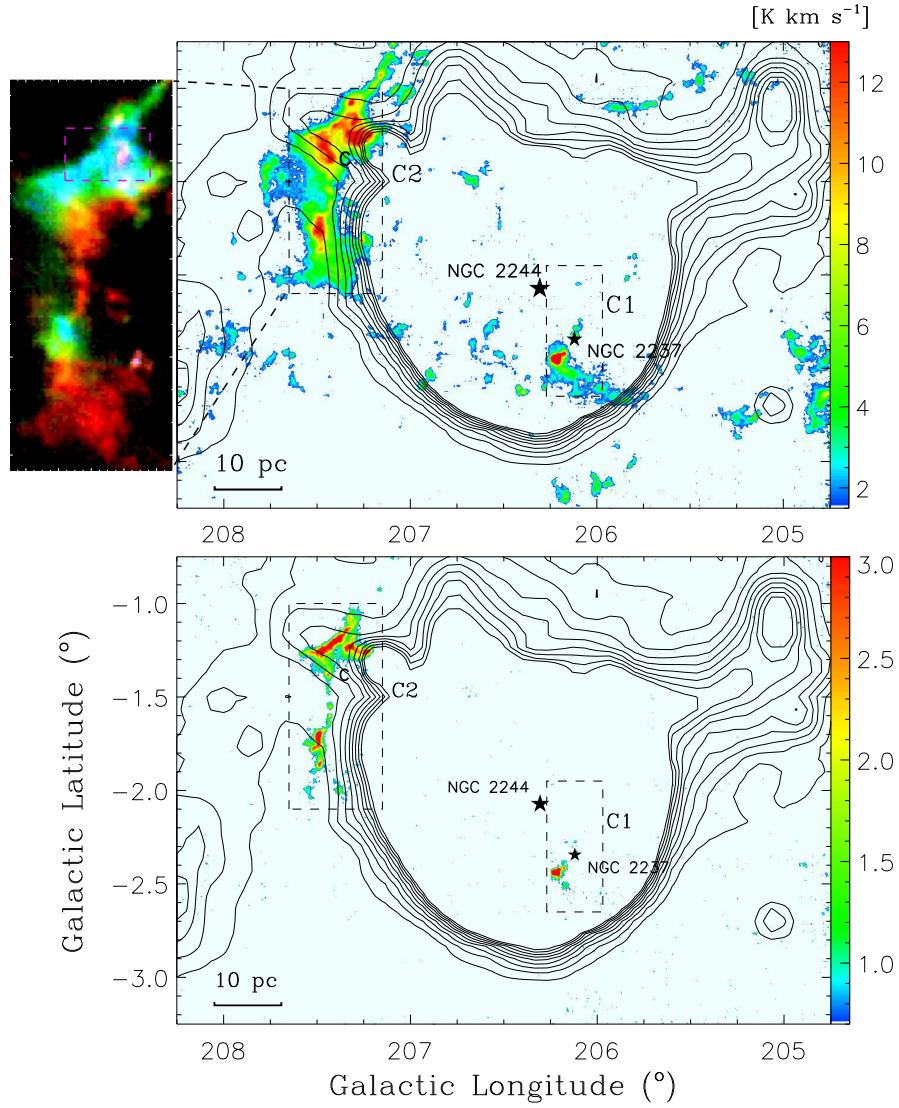 [K km s⁻¹]
12
10
8
6
4
2
C
C2
NGC 2244
C1
NGC 2237
10 pc
208
207
206
205
3.0
2.5
2.0
1.5
1.0
−1.0
−1.5
−2.0
−2.5
−3.0
Galactic Latitude (°)
C
C2
NGC 2244
C1
NGC 2237
10 pc
208
207
206
205
Galactic Longitude (°)